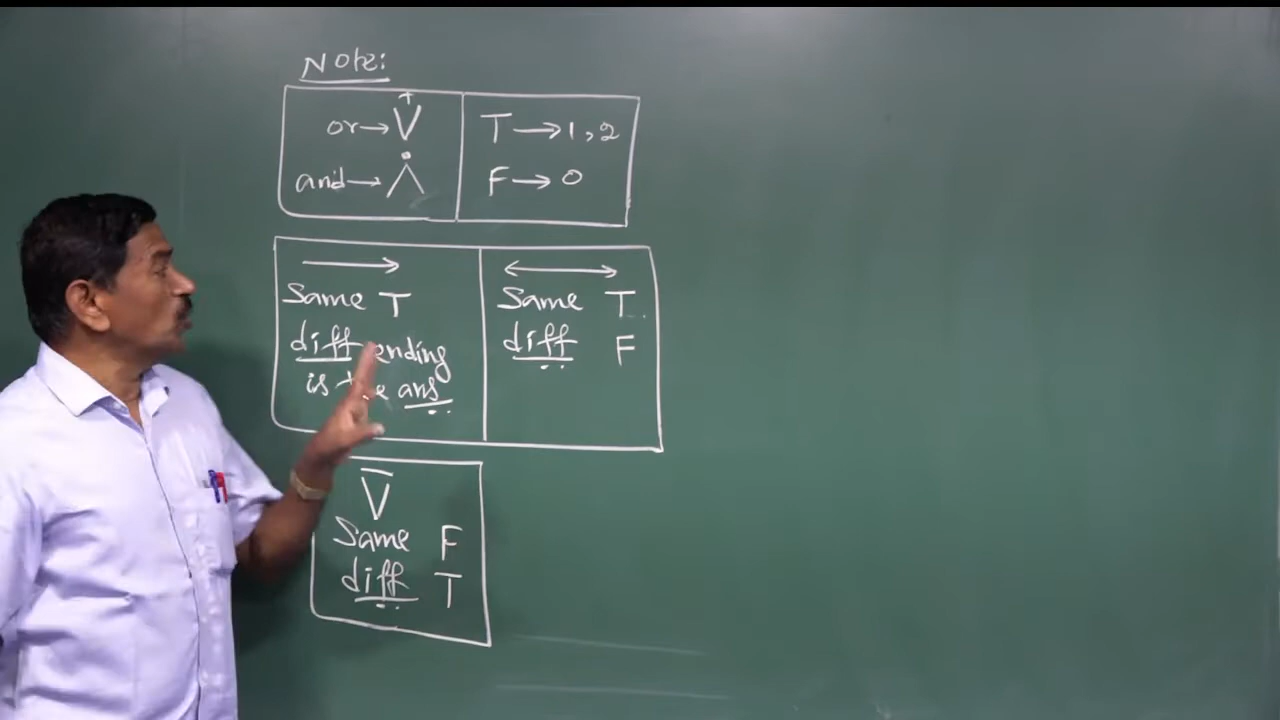 Note:
or→ V
+
and→ Λ
•
T→1,2
F→0
→
Same T
diff ending
is the ans
↔
Same T
diff F
V̅
Same F
diff T